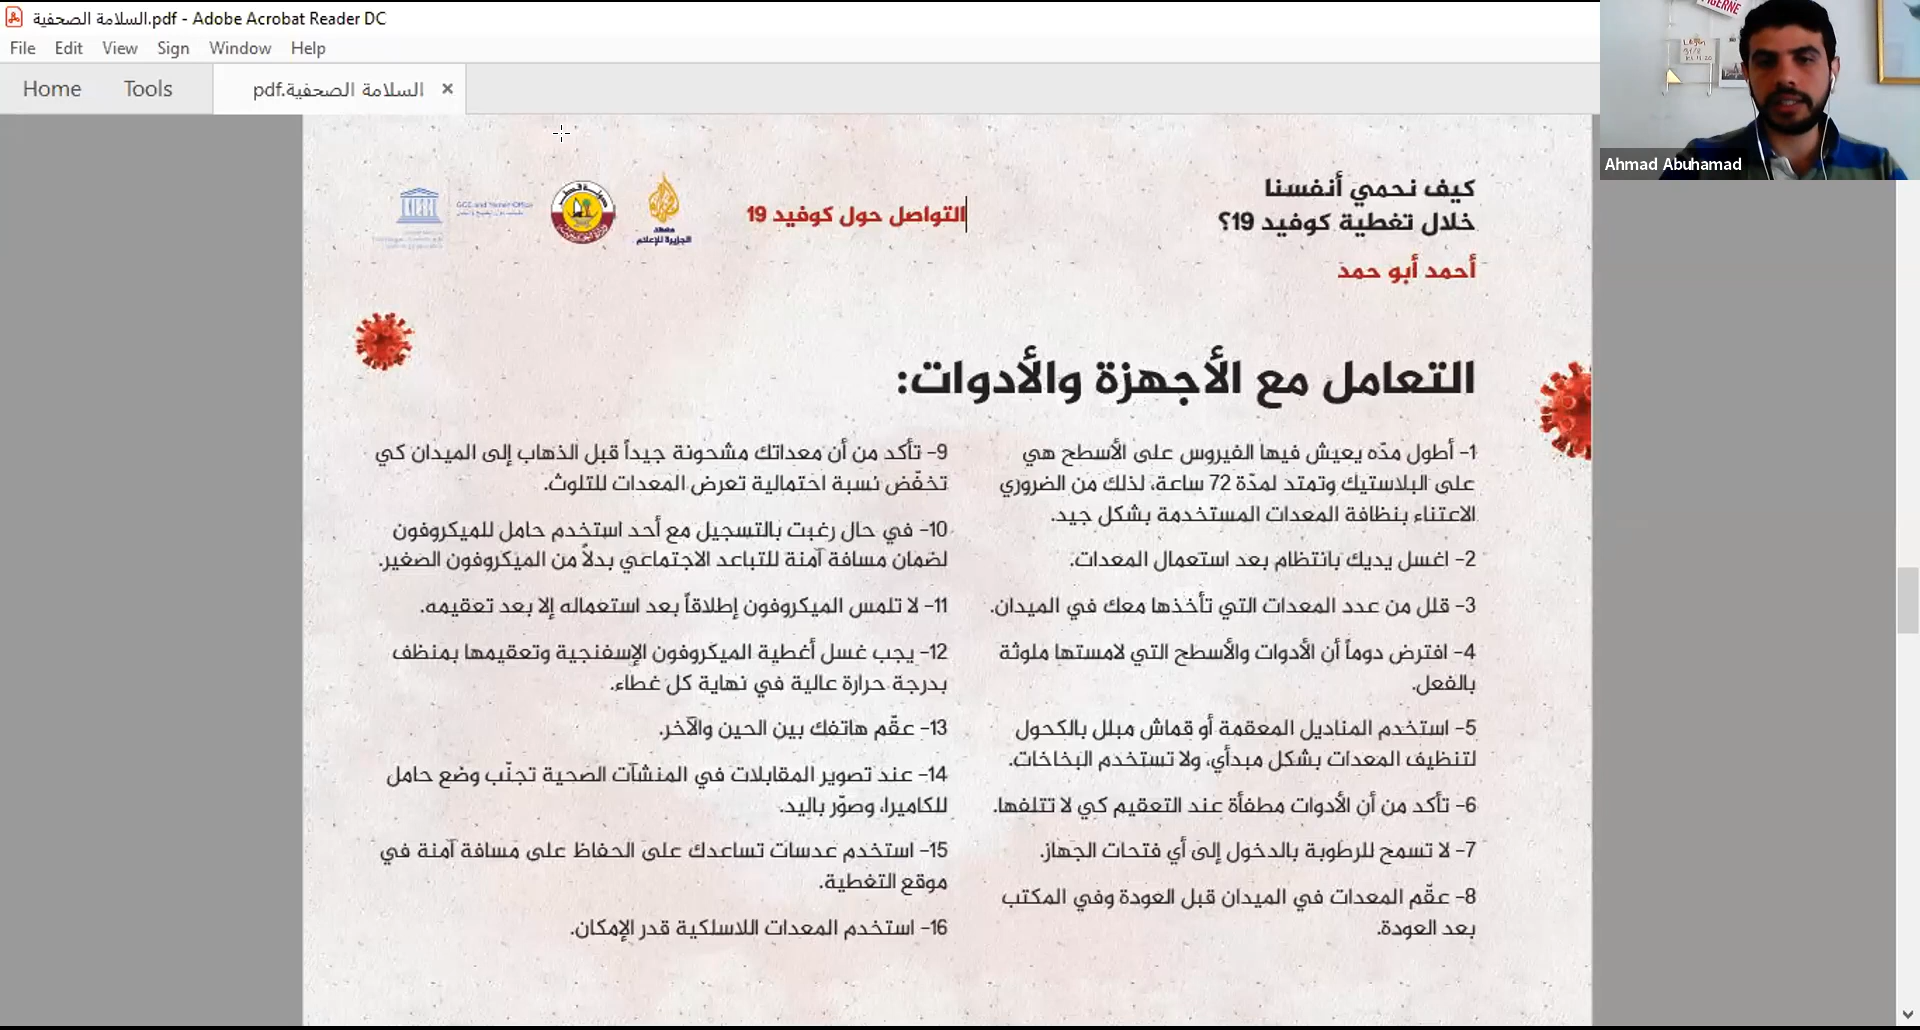 السلامة الصحفية.pdf - Adobe Acrobat Reader DC
File Edit View Sign Window Help
Home Tools السلامة الصحفية.pdf ×
Ahmad Abuhamad
كيف نحمي أنفسنا
خلال تغطية كوفيد 19؟
أحمد أبو حمد
التواصل حول كوفيد 19
معهد
الجزيرة للإعلام
GCC and Yemen Office
التعامل مع الأجهزة والأدوات:
1- أطول مدّه يعيش فيها الفيروس على الأسطح هي
على البلاستيك وتمتد لمدّة 72 ساعة، لذلك من الضروري
الاعتناء بنظافة المعدات المستخدمة بشكل جيد.
2- اغسل يديك بانتظام بعد استعمال المعدات.
3- قلل من عدد المعدات التي تأخذها معك في الميدان.
4- افترض دوماً أن الأدوات والأسطح التي لامستها ملوثة
بالفعل.
5- استخدم المناديل المعقمة أو قماش مبلل بالكحول
لتنظيف المعدات بشكل مبدأي، ولا تستخدم البخاخات.
6- تأكد من أن الأدوات مطفأة عند التعقيم كي لا تتلفها.
7- لا تسمح للرطوبة بالدخول إلى أي فتحات الجهاز.
8- عقّم المعدات في الميدان قبل العودة وفي المكتب
بعد العودة.
9- تأكد من أن معداتك مشحونة جيداً قبل الذهاب إلى الميدان كي
تخفّض نسبة احتمالية تعرض المعدات للتلوث.
10- في حال رغبت بالتسجيل مع أحد استخدم حامل للميكروفون
لضمان مسافة آمنة للتباعد الاجتماعي بدلاً من الميكروفون الصغير.
11- لا تلمس الميكروفون إطلاقاً بعد استعماله إلا بعد تعقيمه.
12- يجب غسل أغطية الميكروفون الإسفنجية وتعقيمها بمنظف
بدرجة حرارة عالية في نهاية كل غطاء.
13- عقّم هاتفك بين الحين والآخر.
14- عند تصوير المقابلات في المنشآت الصحية تجنّب وضع حامل
للكاميرا، وصوّر باليد.
15- استخدم عدسات تساعدك على الحفاظ على مسافة آمنة في
موقع التغطية.
16- استخدم المعدات اللاسلكية قدر الإمكان.